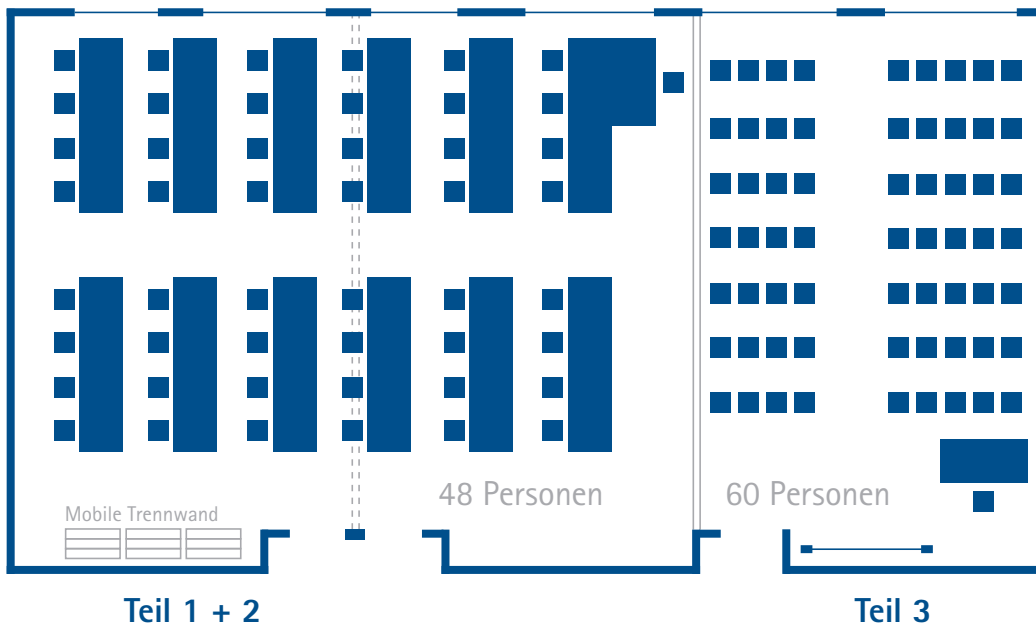 48 Personen
60 Personen
Mobile Trennwand
Teil 1 + 2
Teil 3